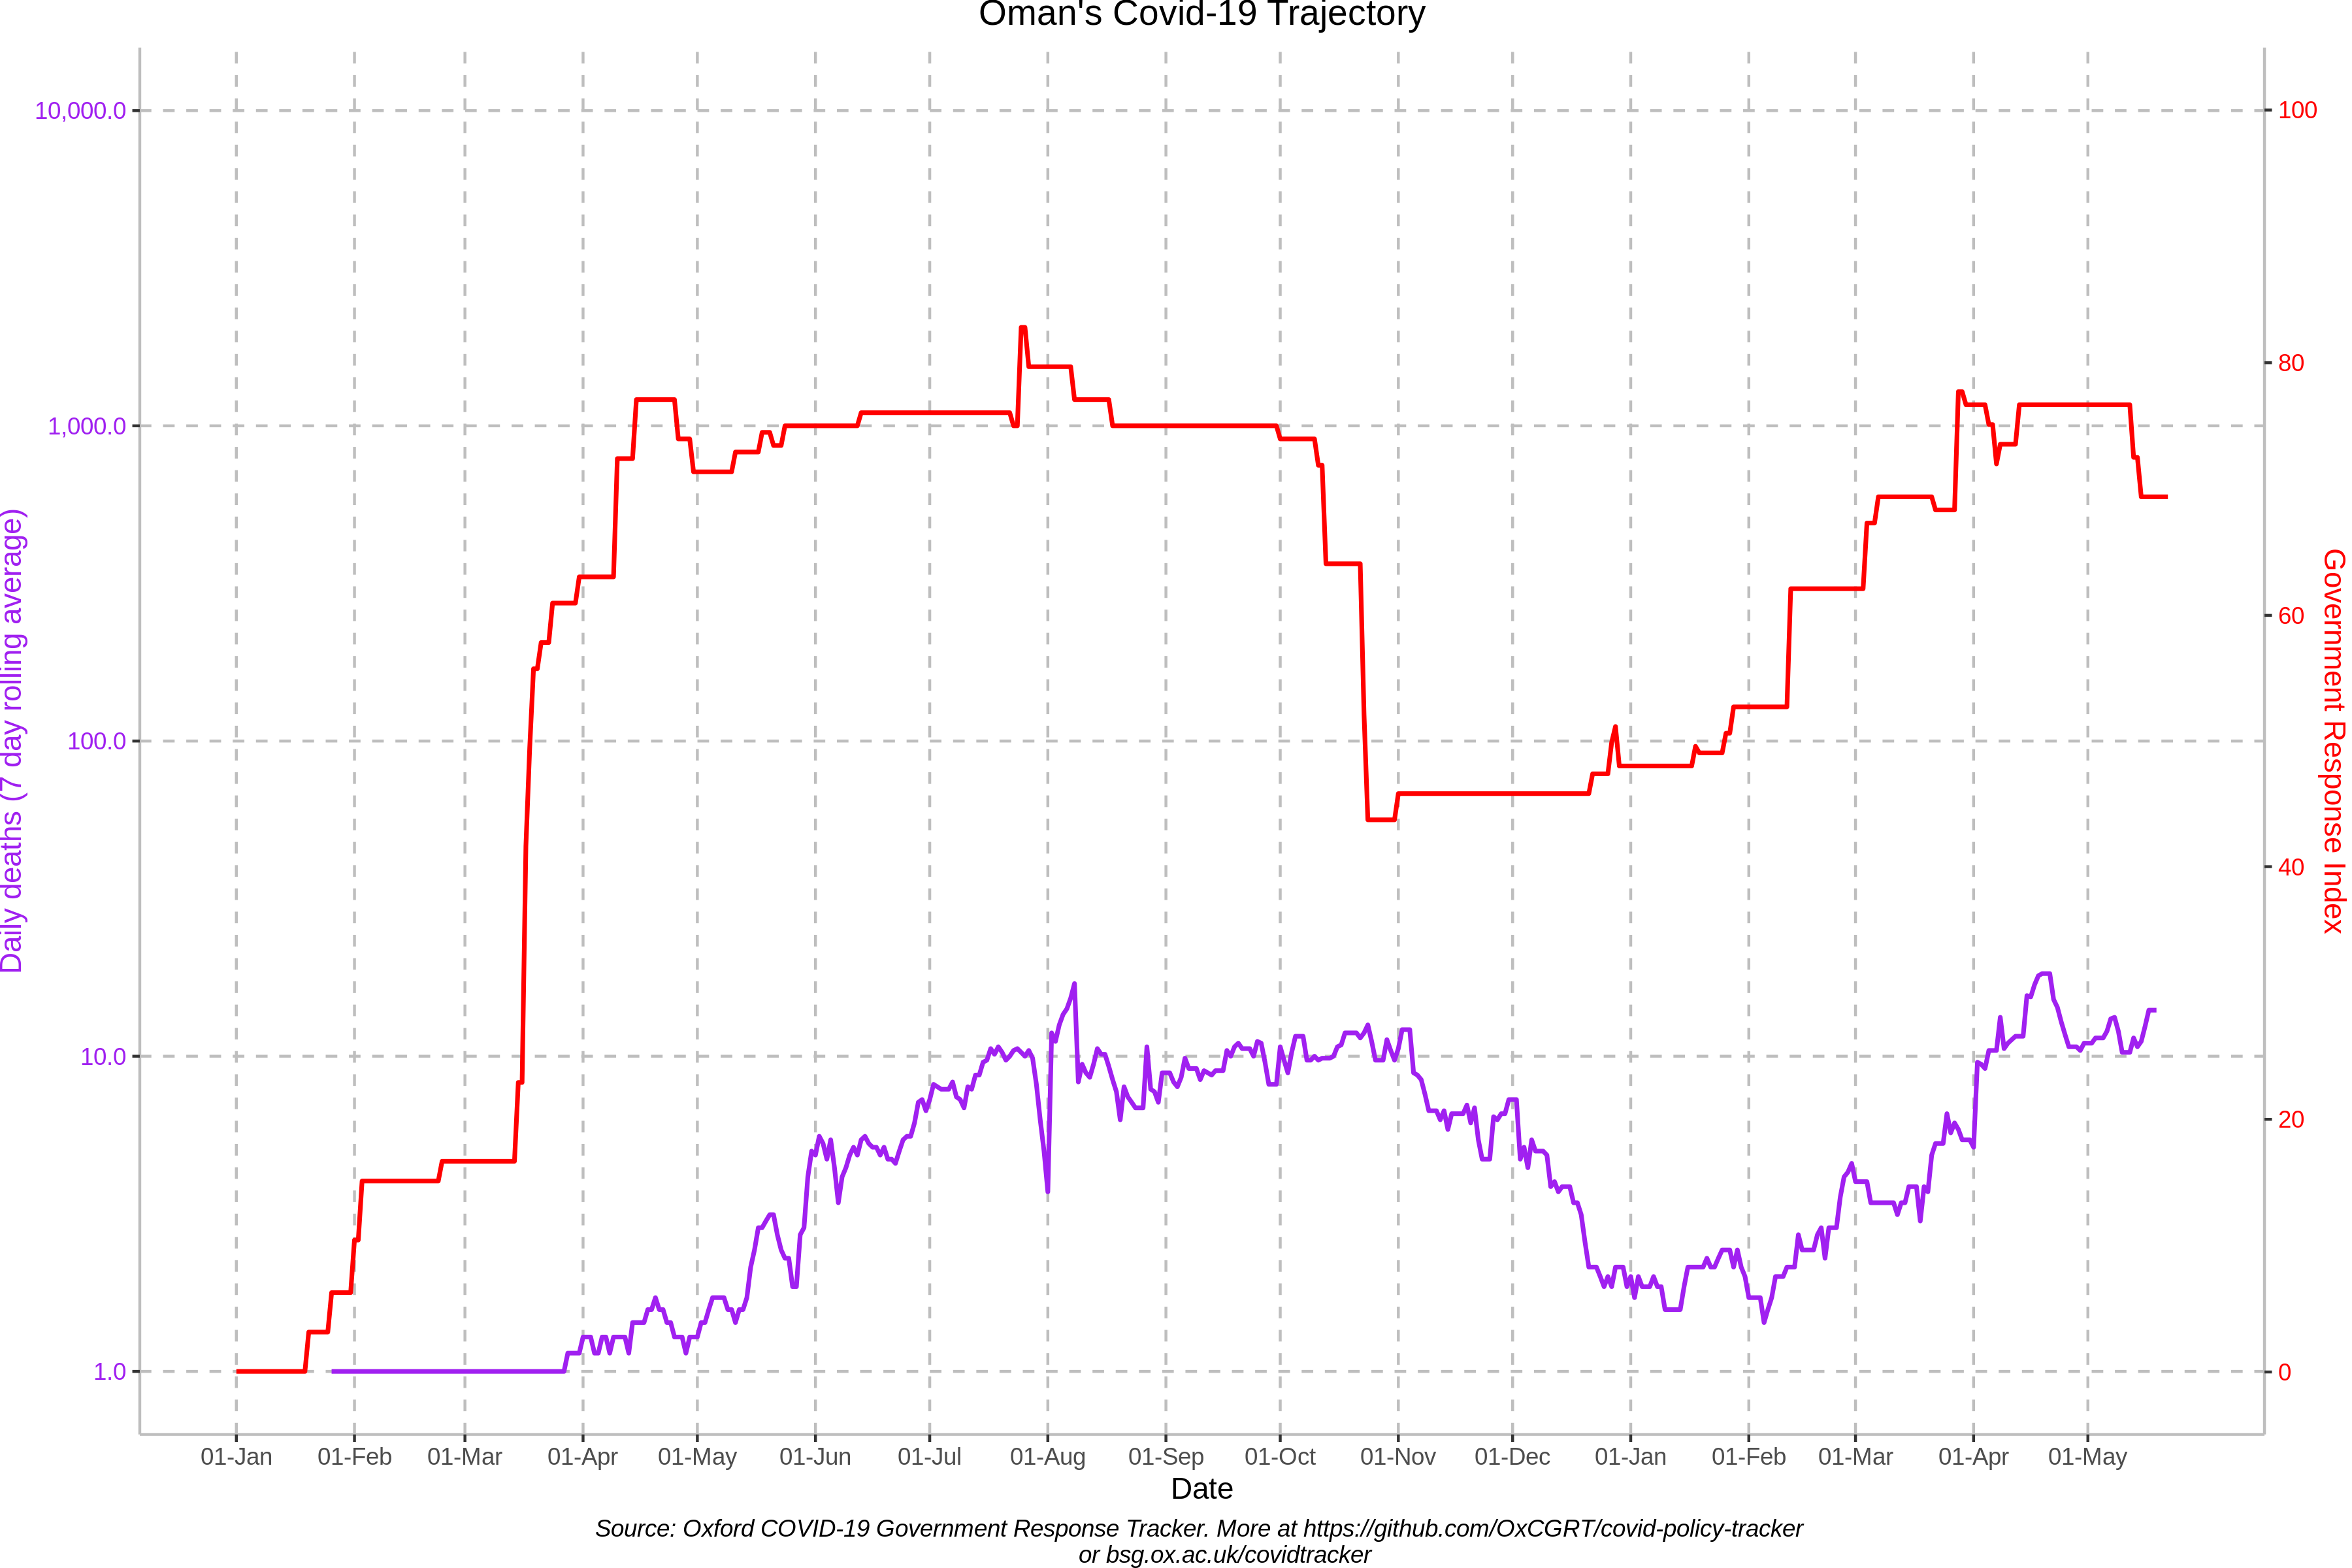 Oman's Covid-19 Trajectory
10,000.0
1,000.0
100.0
10.0
1.0
Daily deaths (7 day rolling average)
100
80
60
40
20
0
Government Response Index
01-Jan 01-Feb 01-Mar 01-Apr 01-May 01-Jun 01-Jul 01-Aug 01-Sep 01-Oct 01-Nov 01-Dec 01-Jan 01-Feb 01-Mar 01-Apr 01-May
Date
Source: Oxford COVID-19 Government Response Tracker. More at https://github.com/OxCGRT/covid-policy-tracker
or bsg.ox.ac.uk/covidtracker